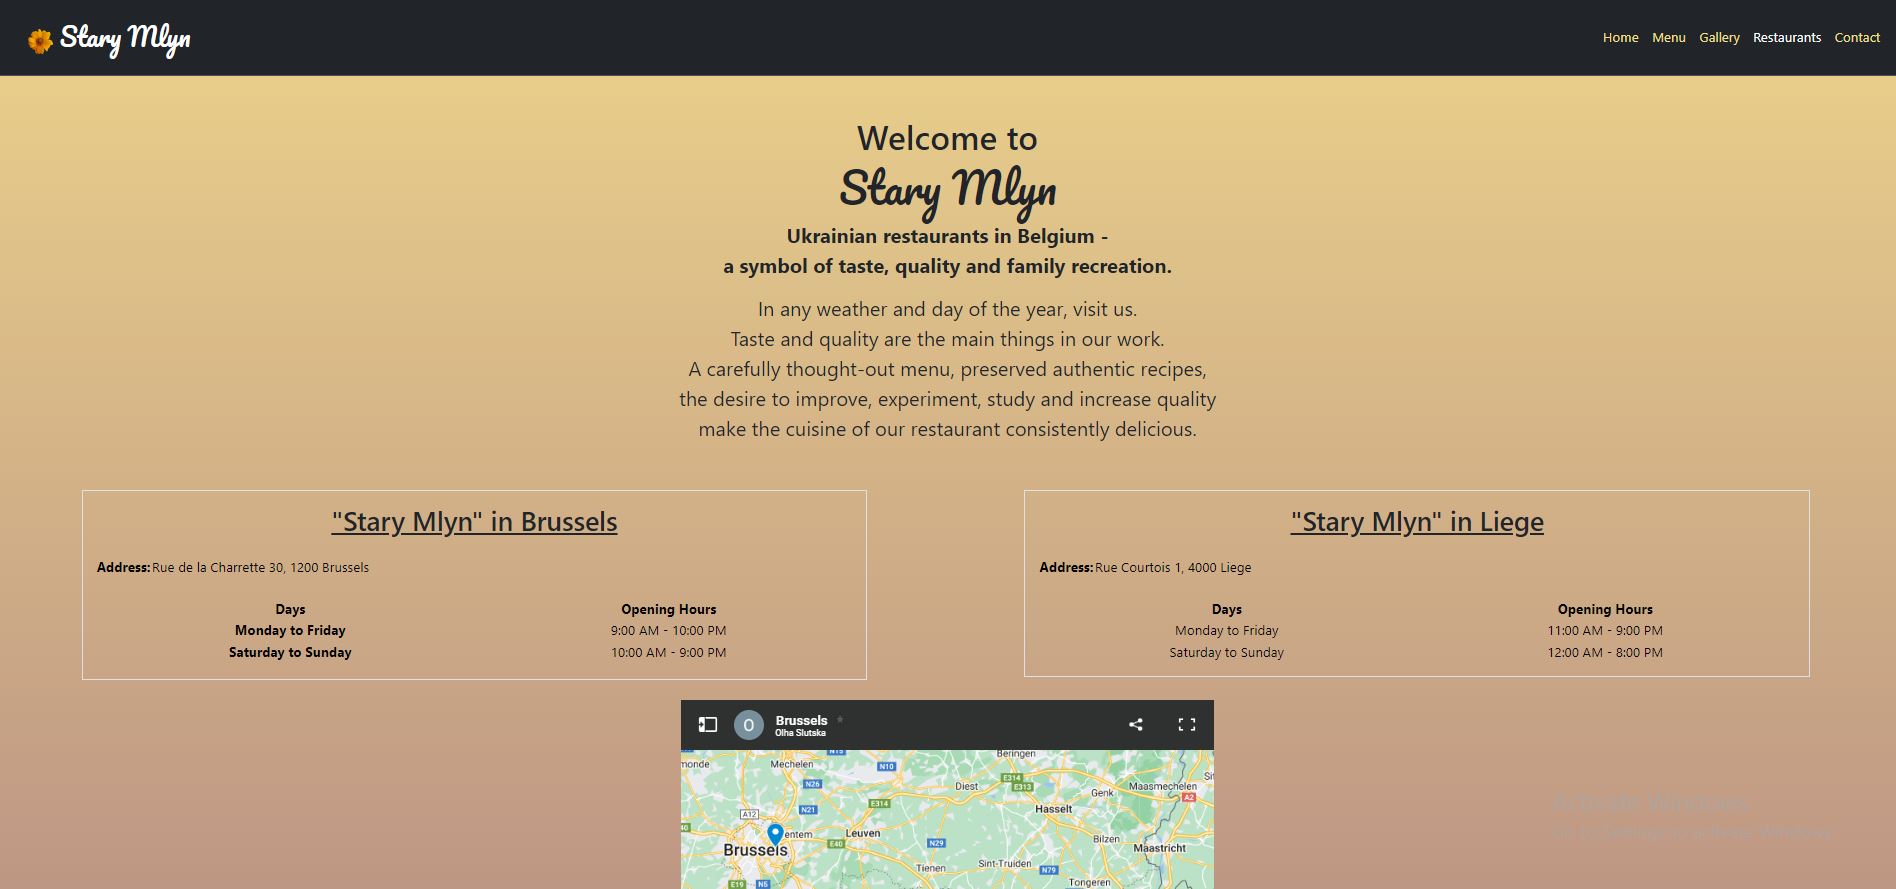 Stary Mlyn
Home Menu Gallery Restaurants Contact
Welcome to
Stary Mlyn
Ukrainian restaurants in Belgium -
a symbol of taste, quality and family recreation.
In any weather and day of the year, visit us.
Taste and quality are the main things in our work.
A carefully thought-out menu, preserved authentic recipes,
the desire to improve, experiment, study and increase quality
make the cuisine of our restaurant consistently delicious.
"Stary Mlyn" in Brussels
Address: Rue de la Charrette 30, 1200 Brussels
Days Opening Hours
Monday to Friday 9:00 AM - 10:00 PM
Saturday to Sunday 10:00 AM - 9:00 PM
"Stary Mlyn" in Liege
Address: Rue Courtois 1, 4000 Liege
Days Opening Hours
Monday to Friday 11:00 AM - 9:00 PM
Saturday to Sunday 12:00 AM - 8:00 PM
O
Brussels
Olha Slutska
Mechelen
N10
Beringen
N26
Diest
E314
E313
Genk
Maasmechelen
A2
E314
N21
Hasselt
A12
Leuven
Bilzen
Brussels
E40
N29
Maastricht
Tienen
Sint-Truiden
N79
E19
N5
Tongeren
Activate Windows